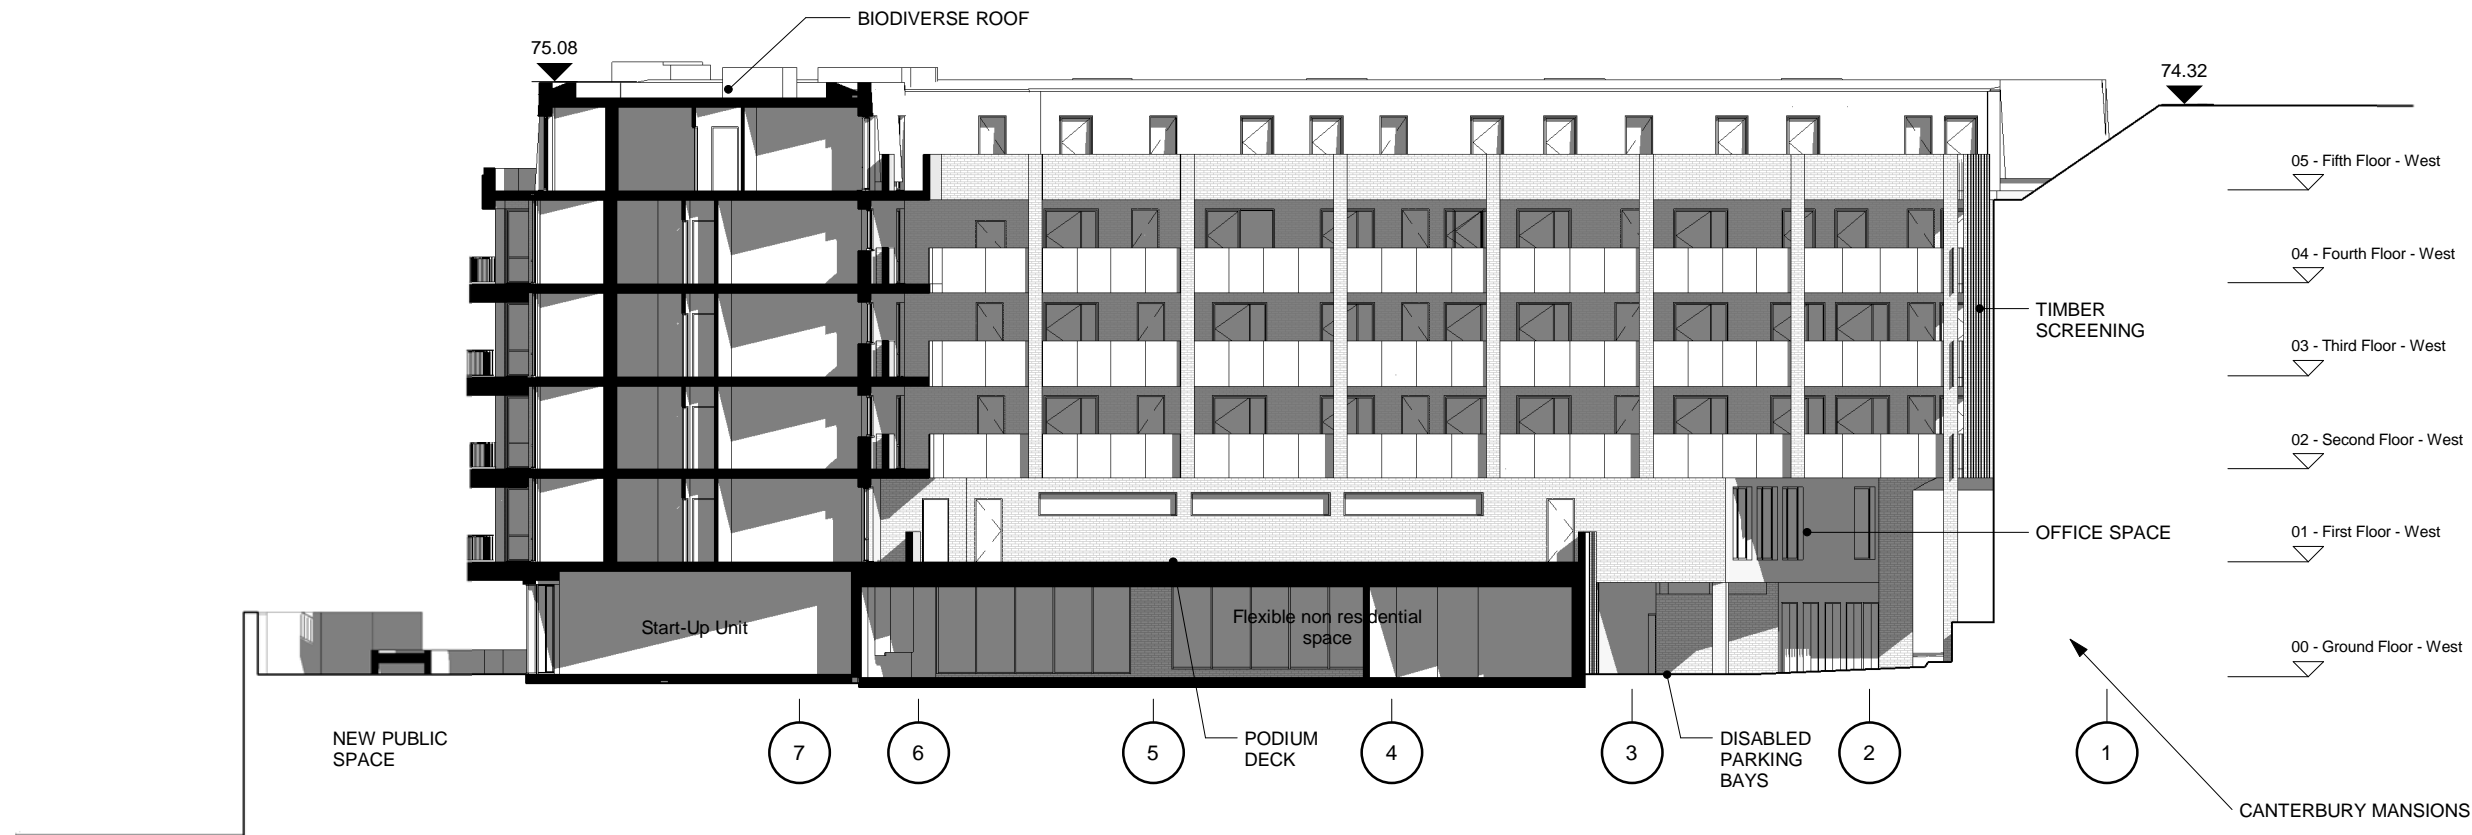 BIODIVERSE ROOF
75.08
74.32
05 - Fifth Floor - West
04 - Fourth Floor - West
TIMBER
SCREENING
03 - Third Floor - West
02 - Second Floor - West
OFFICE SPACE
01 - First Floor - West
Start-Up Unit
Flexible non residential
space
00 - Ground Floor - West
NEW PUBLIC
SPACE
7
6
5
PODIUM
DECK
4
3
DISABLED
PARKING
BAYS
2
1
CANTERBURY MANSIONS